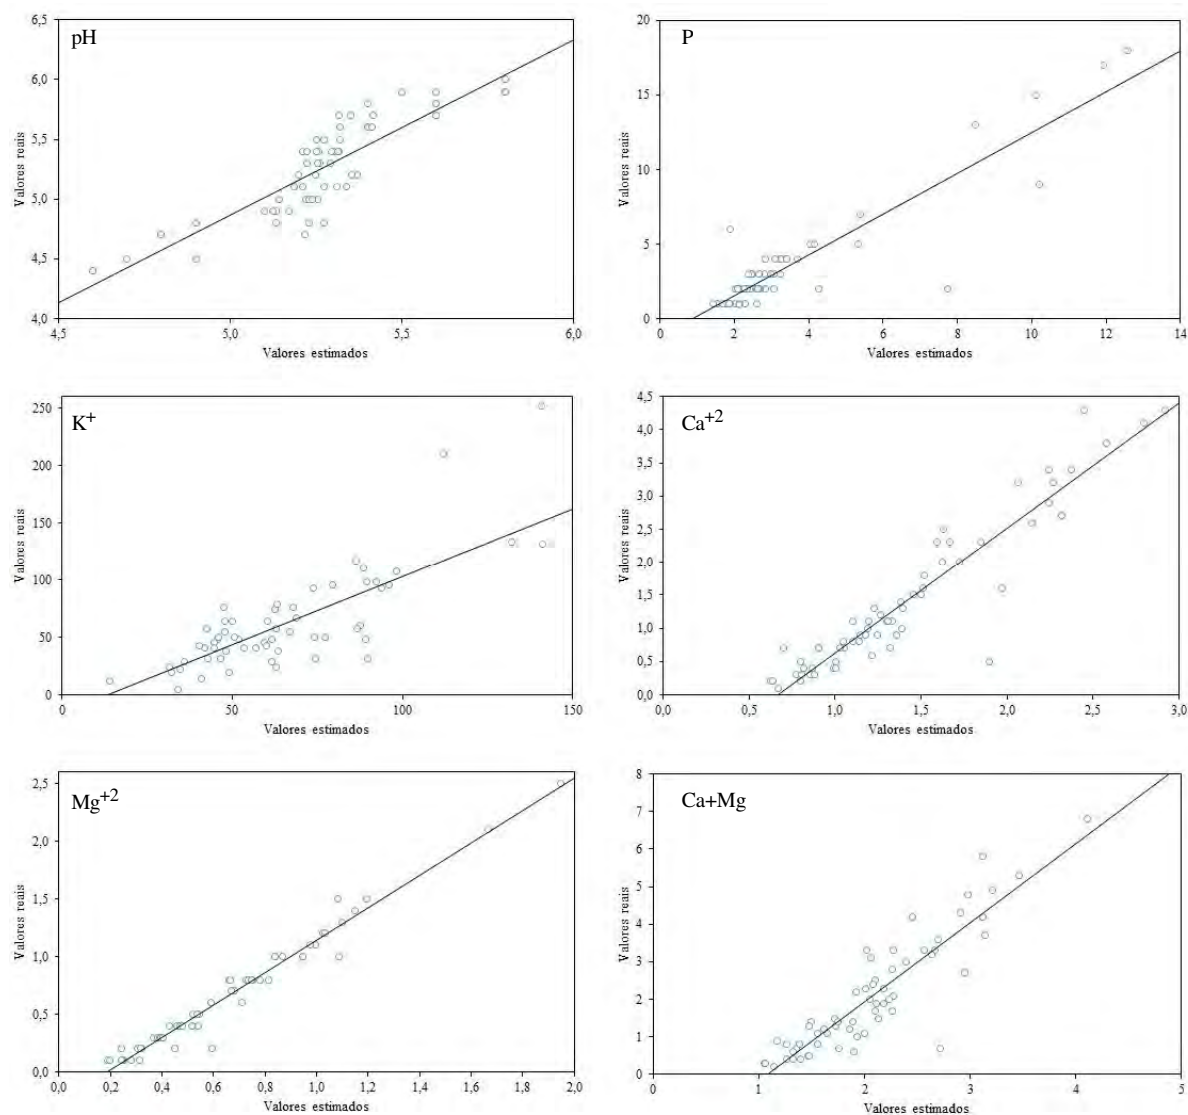 pH
6,5
6,0
5,5
5,0
4,5
4,0
Valores reais
4,5 5,0 5,5 6,0
Valores estimados
P
20
15
10
5
0
Valores reais
0 2 4 6 8 10 12 14
Valores estimados
K+
250
200
150
100
50
0
Valores reais
0 50 100 150
Valores estimados
Ca+2
4,5
4,0
3,5
3,0
2,5
2,0
1,5
1,0
0,5
0,0
Valores reais
0,0 0,5 1,0 1,5 2,0 2,5 3,0
Valores estimados
Mg+2
2,5
2,0
1,5
1,0
0,5
0,0
Valores reais
0,0 0,2 0,4 0,6 0,8 1,0 1,2 1,4 1,6 1,8 2,0
Valores estimados
Ca+Mg
8
7
6
5
4
3
2
1
0
Valores reais
0 1 2 3 4 5
Valores estimados